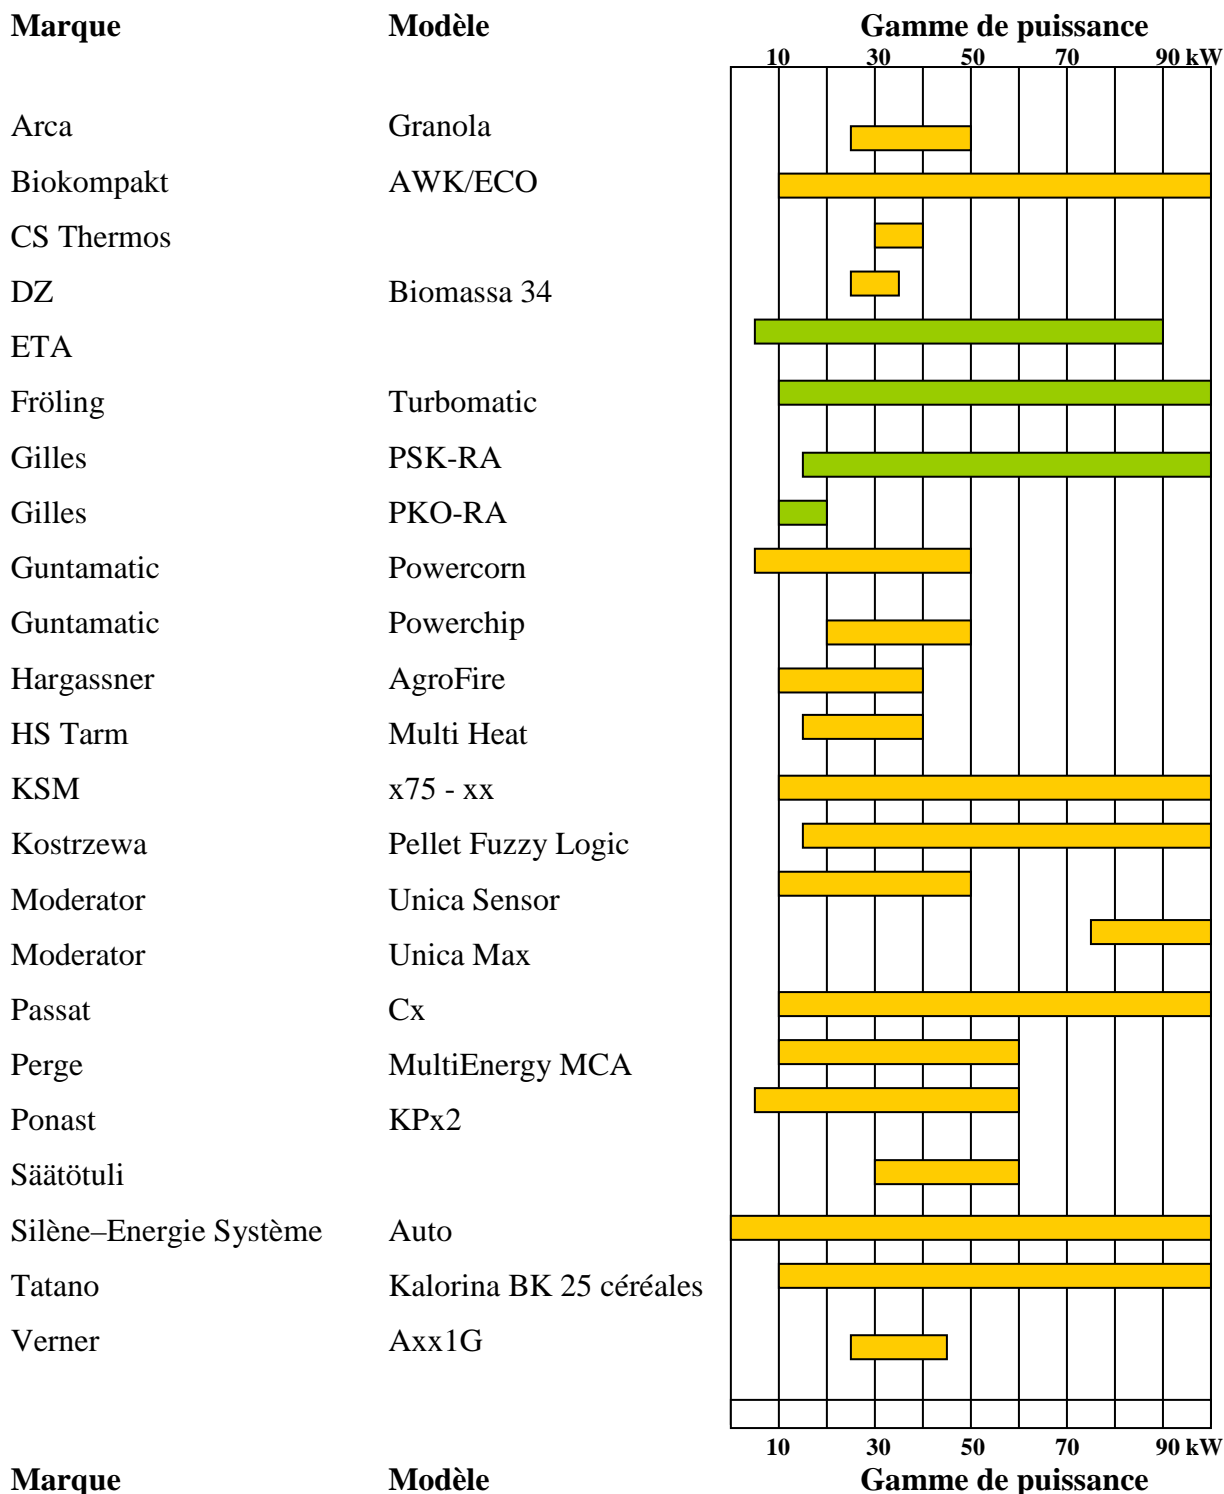 Marque Modèle Gamme de puissance
10 30 50 70 90 kW
Arca Granola
Biokompakt AWK/ECO
CS Thermos
DZ Biomassa 34
ETA
Fröling Turbomatic
Gilles PSK-RA
Gilles PKO-RA
Guntamatic Powercorn
Guntamatic Powerchip
Hargassner AgroFire
HS Tarm Multi Heat
KSM x75 - xx
Kostrzewa Pellet Fuzzy Logic
Moderator Unica Sensor
Moderator Unica Max
Passat Cx
Perge MultiEnergy MCA
Ponast KPx2
Säätötuli
Silène–Energie Système Auto
Tatano Kalorina BK 25 céréales
Verner Axx1G
10 30 50 70 90 kW
Marque Modèle Gamme de puissance